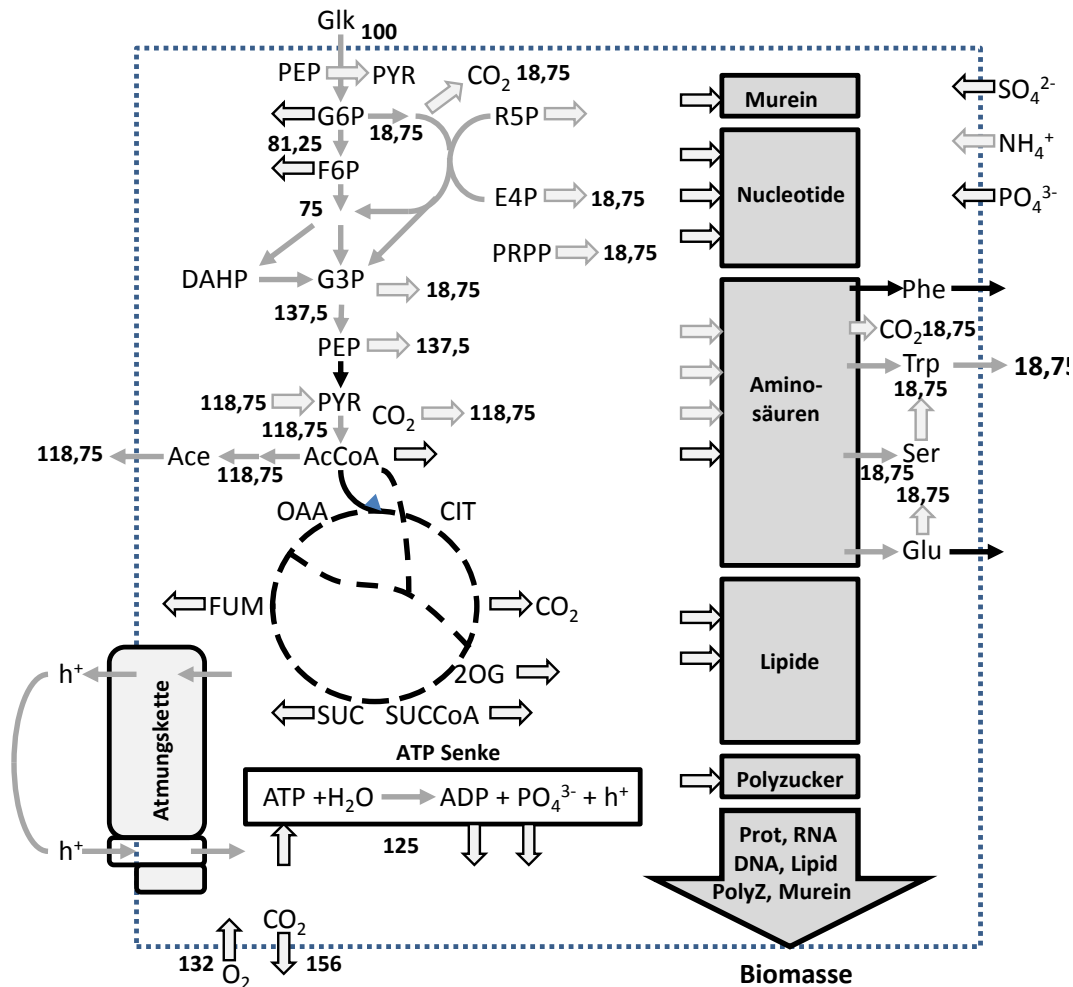 Glk 100
PEP PYR CO₂ 18,75
G6P 18,75 R5P
81,25
F6P
E4P 18,75
75
PRPP 18,75
DAHP G3P 18,75
137,5
PEP 137,5
118,75 PYR CO₂ 118,75
118,75
118,75 Ace 118,75 AcCoA
OAA CIT
FUM CO₂
2OG
SUC SUCCoA
h⁺
Atmungskette
h⁺
ATP Senke
ATP +H₂O ADP + PO₄³⁻ + h⁺
125
CO₂
132 O₂ 156
Murein
Nucleotide
Amino-
säuren
Lipide
Polyzucker
Prot, RNA
DNA, Lipid
PolyZ, Murein
Biomasse
SO₄²⁻
NH₄⁺
PO₄³⁻
Phe
CO₂ 18,75
Trp 18,75
18,75
Ser
18,75
18,75
Glu